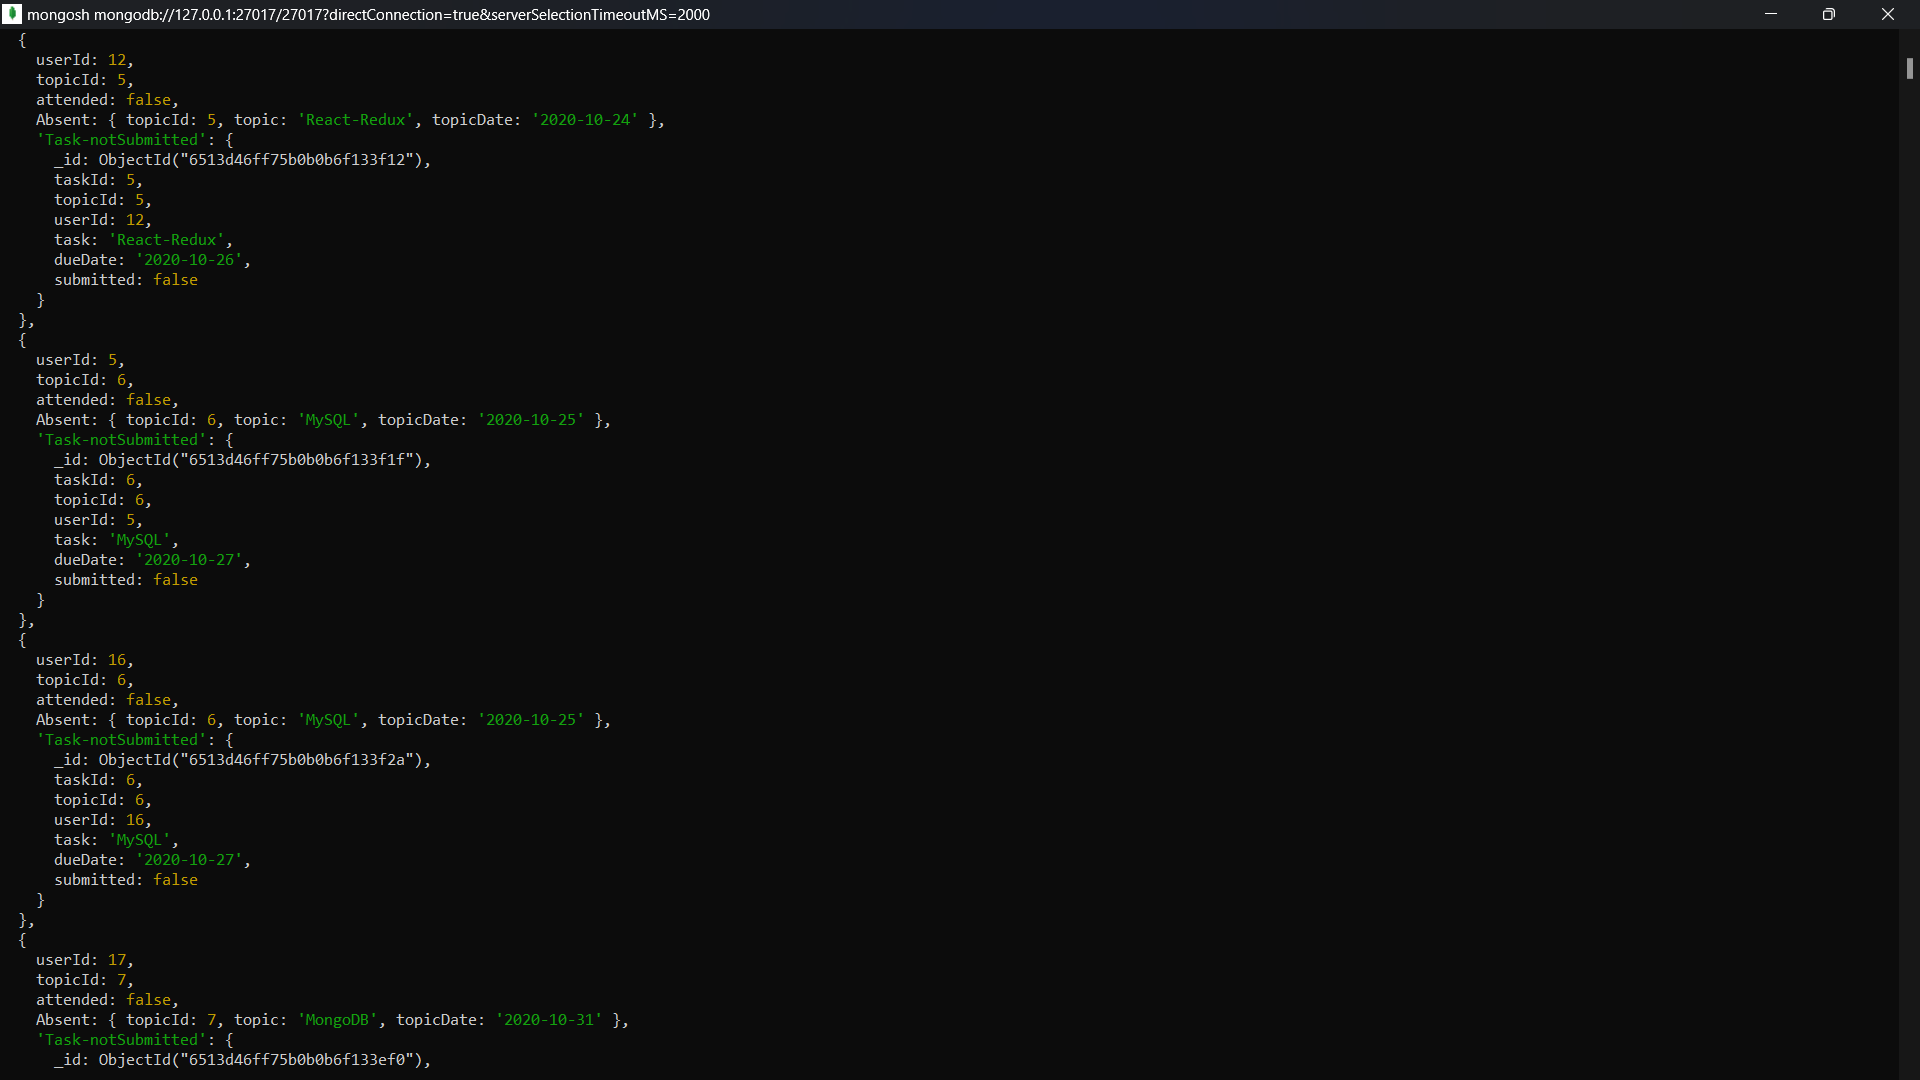 mongosh mongodb://127.0.0.1:27017/27017?directConnection=true&serverSelectionTimeoutMS=2000
{
userId: 12,
topicId: 5,
attended: false,
Absent: { topicId: 5, topic: 'React-Redux', topicDate: '2020-10-24' },
'Task-notSubmitted': {
_id: ObjectId("6513d46ff75b0b0b6f133f12"),
taskId: 5,
topicId: 5,
userId: 12,
task: 'React-Redux',
dueDate: '2020-10-26',
submitted: false
}
},
{
userId: 5,
topicId: 6,
attended: false,
Absent: { topicId: 6, topic: 'MySQL', topicDate: '2020-10-25' },
'Task-notSubmitted': {
_id: ObjectId("6513d46ff75b0b0b6f133f1f"),
taskId: 6,
topicId: 6,
userId: 5,
task: 'MySQL',
dueDate: '2020-10-27',
submitted: false
}
},
{
userId: 16,
topicId: 6,
attended: false,
Absent: { topicId: 6, topic: 'MySQL', topicDate: '2020-10-25' },
'Task-notSubmitted': {
_id: ObjectId("6513d46ff75b0b0b6f133f2a"),
taskId: 6,
topicId: 6,
userId: 16,
task: 'MySQL',
dueDate: '2020-10-27',
submitted: false
}
},
{
userId: 17,
topicId: 7,
attended: false,
Absent: { topicId: 7, topic: 'MongoDB', topicDate: '2020-10-31' },
'Task-notSubmitted': {
_id: ObjectId("6513d46ff75b0b0b6f133ef0"),